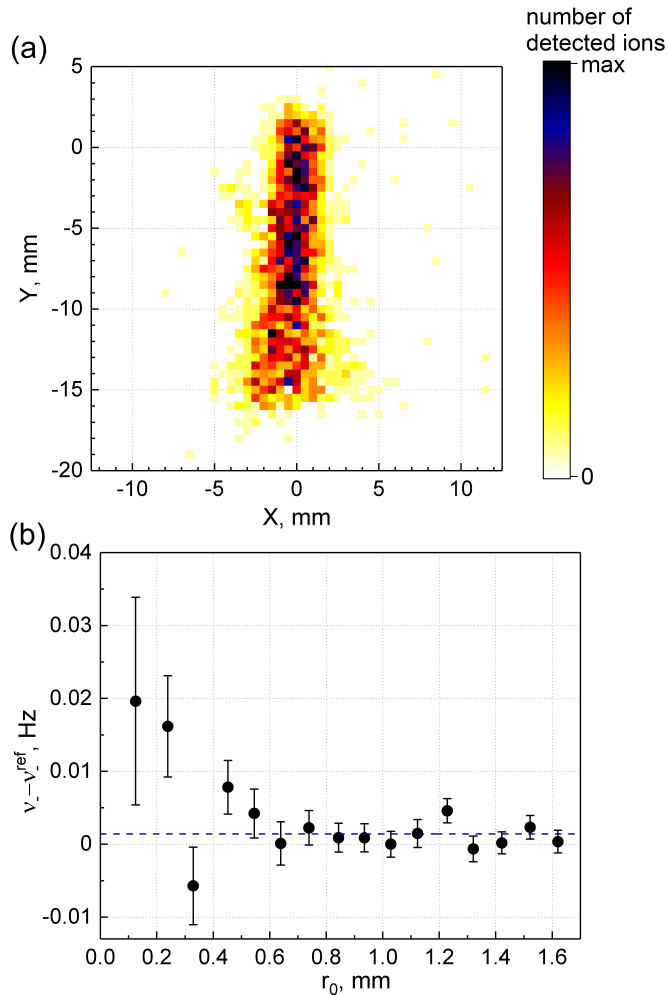 number of
detected ions
(a)
max
5
0
-5
-10
-15
-20
Y, mm
0
-10 -5 0 5 10
X, mm
(b)
0.04
0.03
0.02
0.01
0
-0.01
ν₋–ν₋ʳᵉᶠ, Hz
0.0 0.2 0.4 0.6 0.8 1.0 1.2 1.4 1.6
r₀, mm